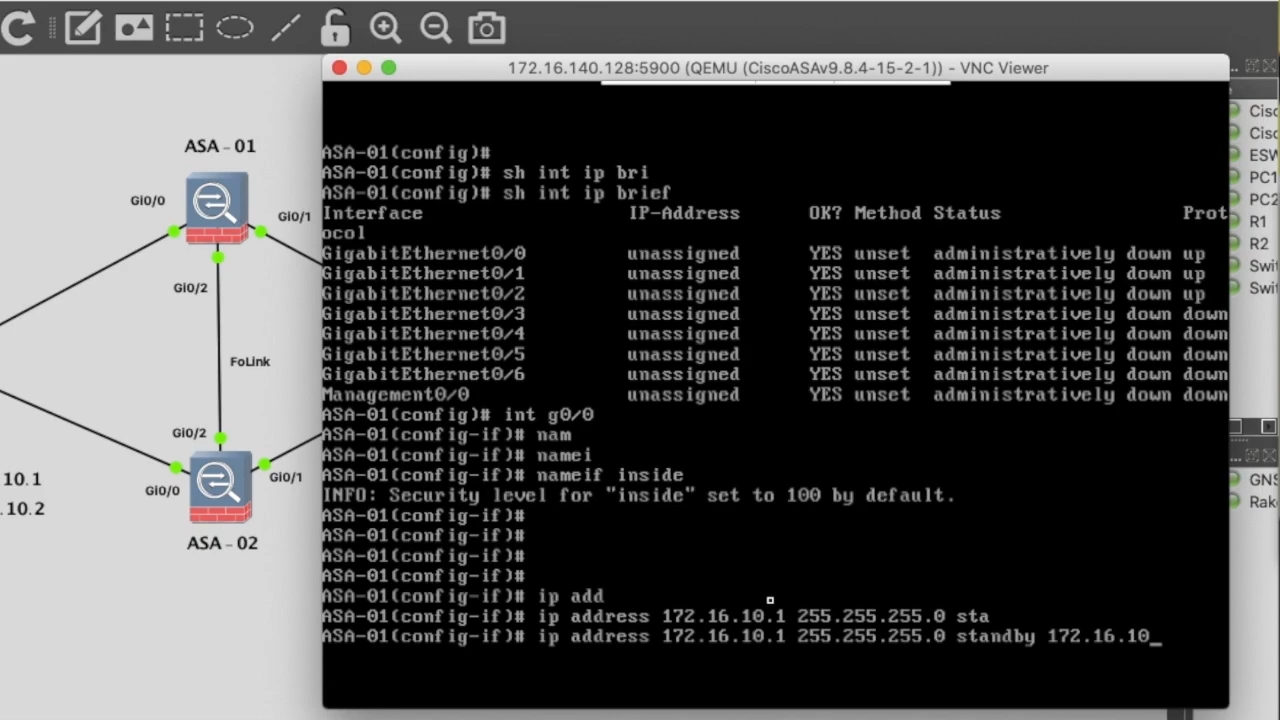 172.16.140.128:5900 (QEMU (CiscoASAv9.8.4-15-2-1)) - VNC Viewer
ASA-01(config)#
ASA-01(config)# sh int ip bri
ASA-01(config)# sh int ip brief
Interface IP-Address OK? Method Status Prot
ocol
GigabitEthernet0/0 unassigned YES unset administratively down up
GigabitEthernet0/1 unassigned YES unset administratively down up
GigabitEthernet0/2 unassigned YES unset administratively down up
GigabitEthernet0/3 unassigned YES unset administratively down down
GigabitEthernet0/4 unassigned YES unset administratively down down
GigabitEthernet0/5 unassigned YES unset administratively down down
GigabitEthernet0/6 unassigned YES unset administratively down down
Management0/0 unassigned YES unset administratively down down
ASA-01(config)# int g0/0
ASA-01(config-if)# nam
ASA-01(config-if)# namei
ASA-01(config-if)# nameif inside
INFO: Security level for "inside" set to 100 by default.
ASA-01(config-if)#
ASA-01(config-if)#
ASA-01(config-if)#
ASA-01(config-if)#
ASA-01(config-if)# ip add
ASA-01(config-if)# ip address 172.16.10.1 255.255.255.0 sta
ASA-01(config-if)# ip address 172.16.10.1 255.255.255.0 standby 172.16.10_
ASA - 01
Gi0/0
Gi0/1
Gi0/2
FoLink
Gi0/2
Gi0/0
Gi0/1
ASA - 02
10.1
.10.2
Cisc
Cisc
ESW
PC1
PC2
R1
R2
Swit
Swit
GNS
Rak